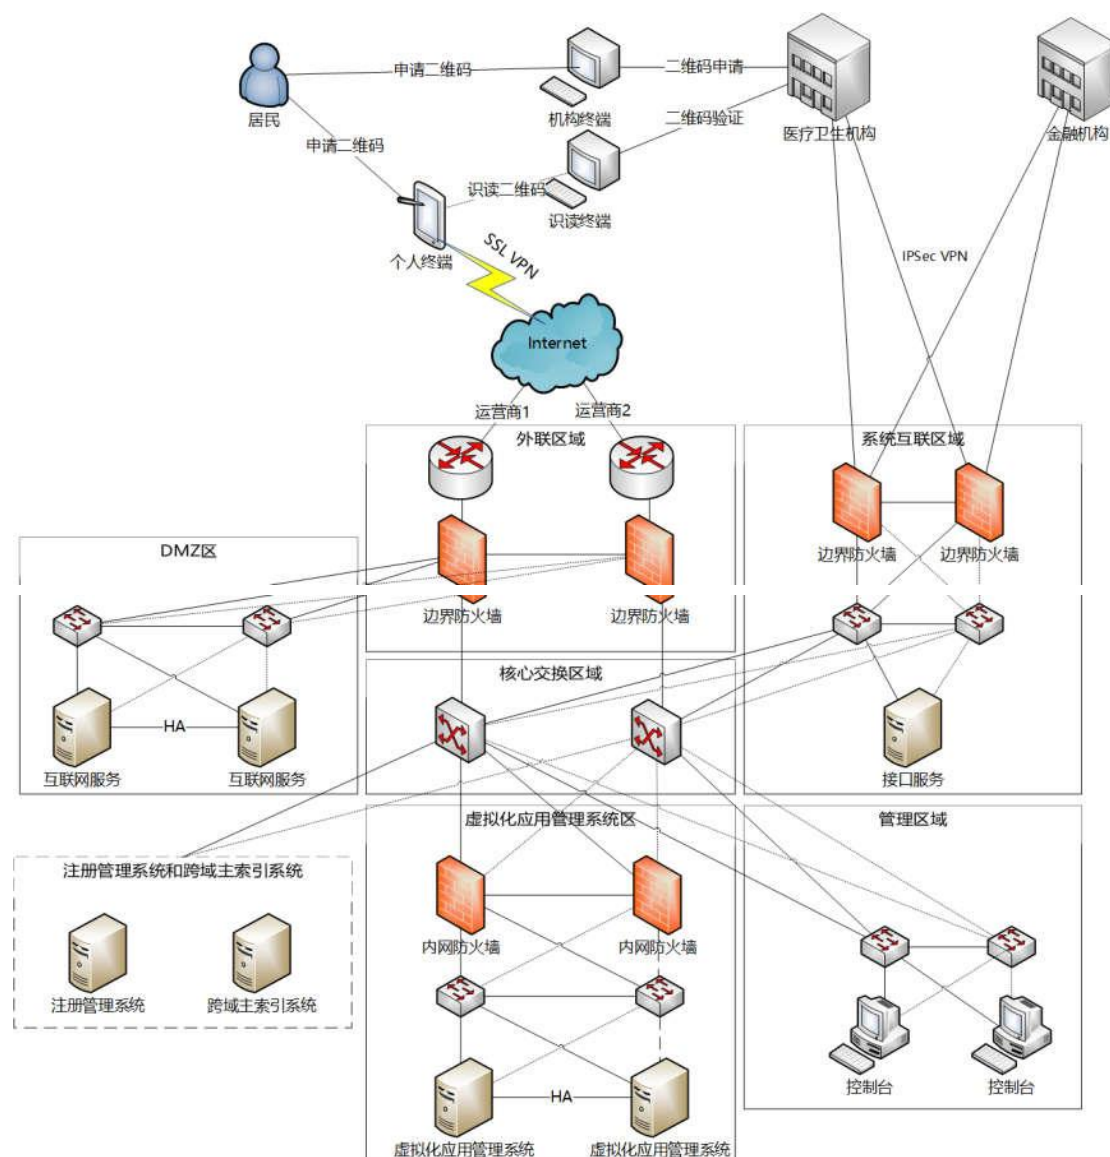 申请二维码
二维码申请
居民
机构终端
医疗卫生机构
金融机构
申请二维码
二维码验证
识读二维码
识读终端
个人终端
SSL VPN
IPSec VPN
Internet
运营商1
运营商2
外联区域
系统互联区域
DMZ区
边界防火墙
边界防火墙
边界防火墙
边界防火墙
核心交换区域
HA
互联网服务
互联网服务
接口服务
虚拟化应用管理系统区
管理区域
注册管理系统和跨域主索引系统
内网防火墙
内网防火墙
注册管理系统
跨域主索引系统
控制台
控制台
HA
虚拟化应用管理系统
虚拟化应用管理系统